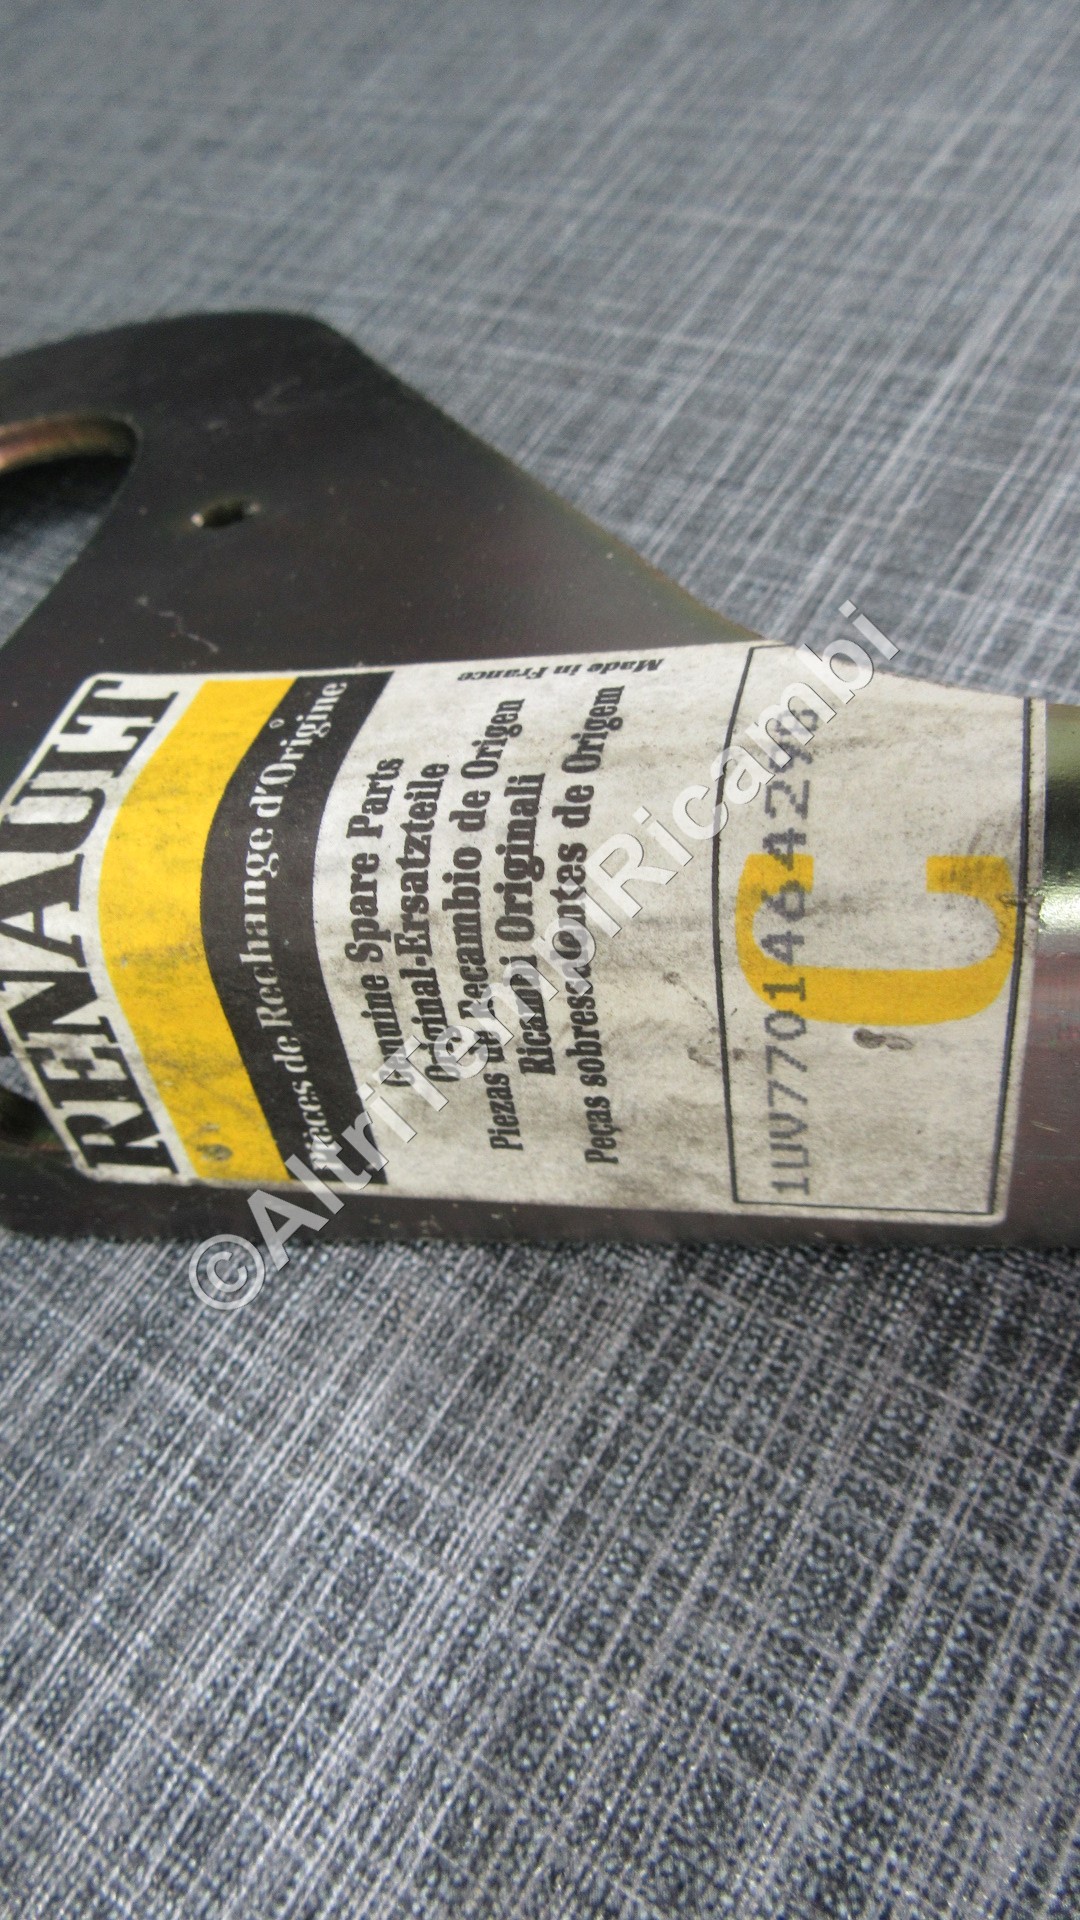 RENAULT
Pièces de Rechange d'Origine
Genuine Spare Parts
Original-Ersatzteile
Piezas de Recambio de Origen
Ricambi Originali
Peças sobresselentes de Origem
Made in France
C
©AltriTempiRicambi